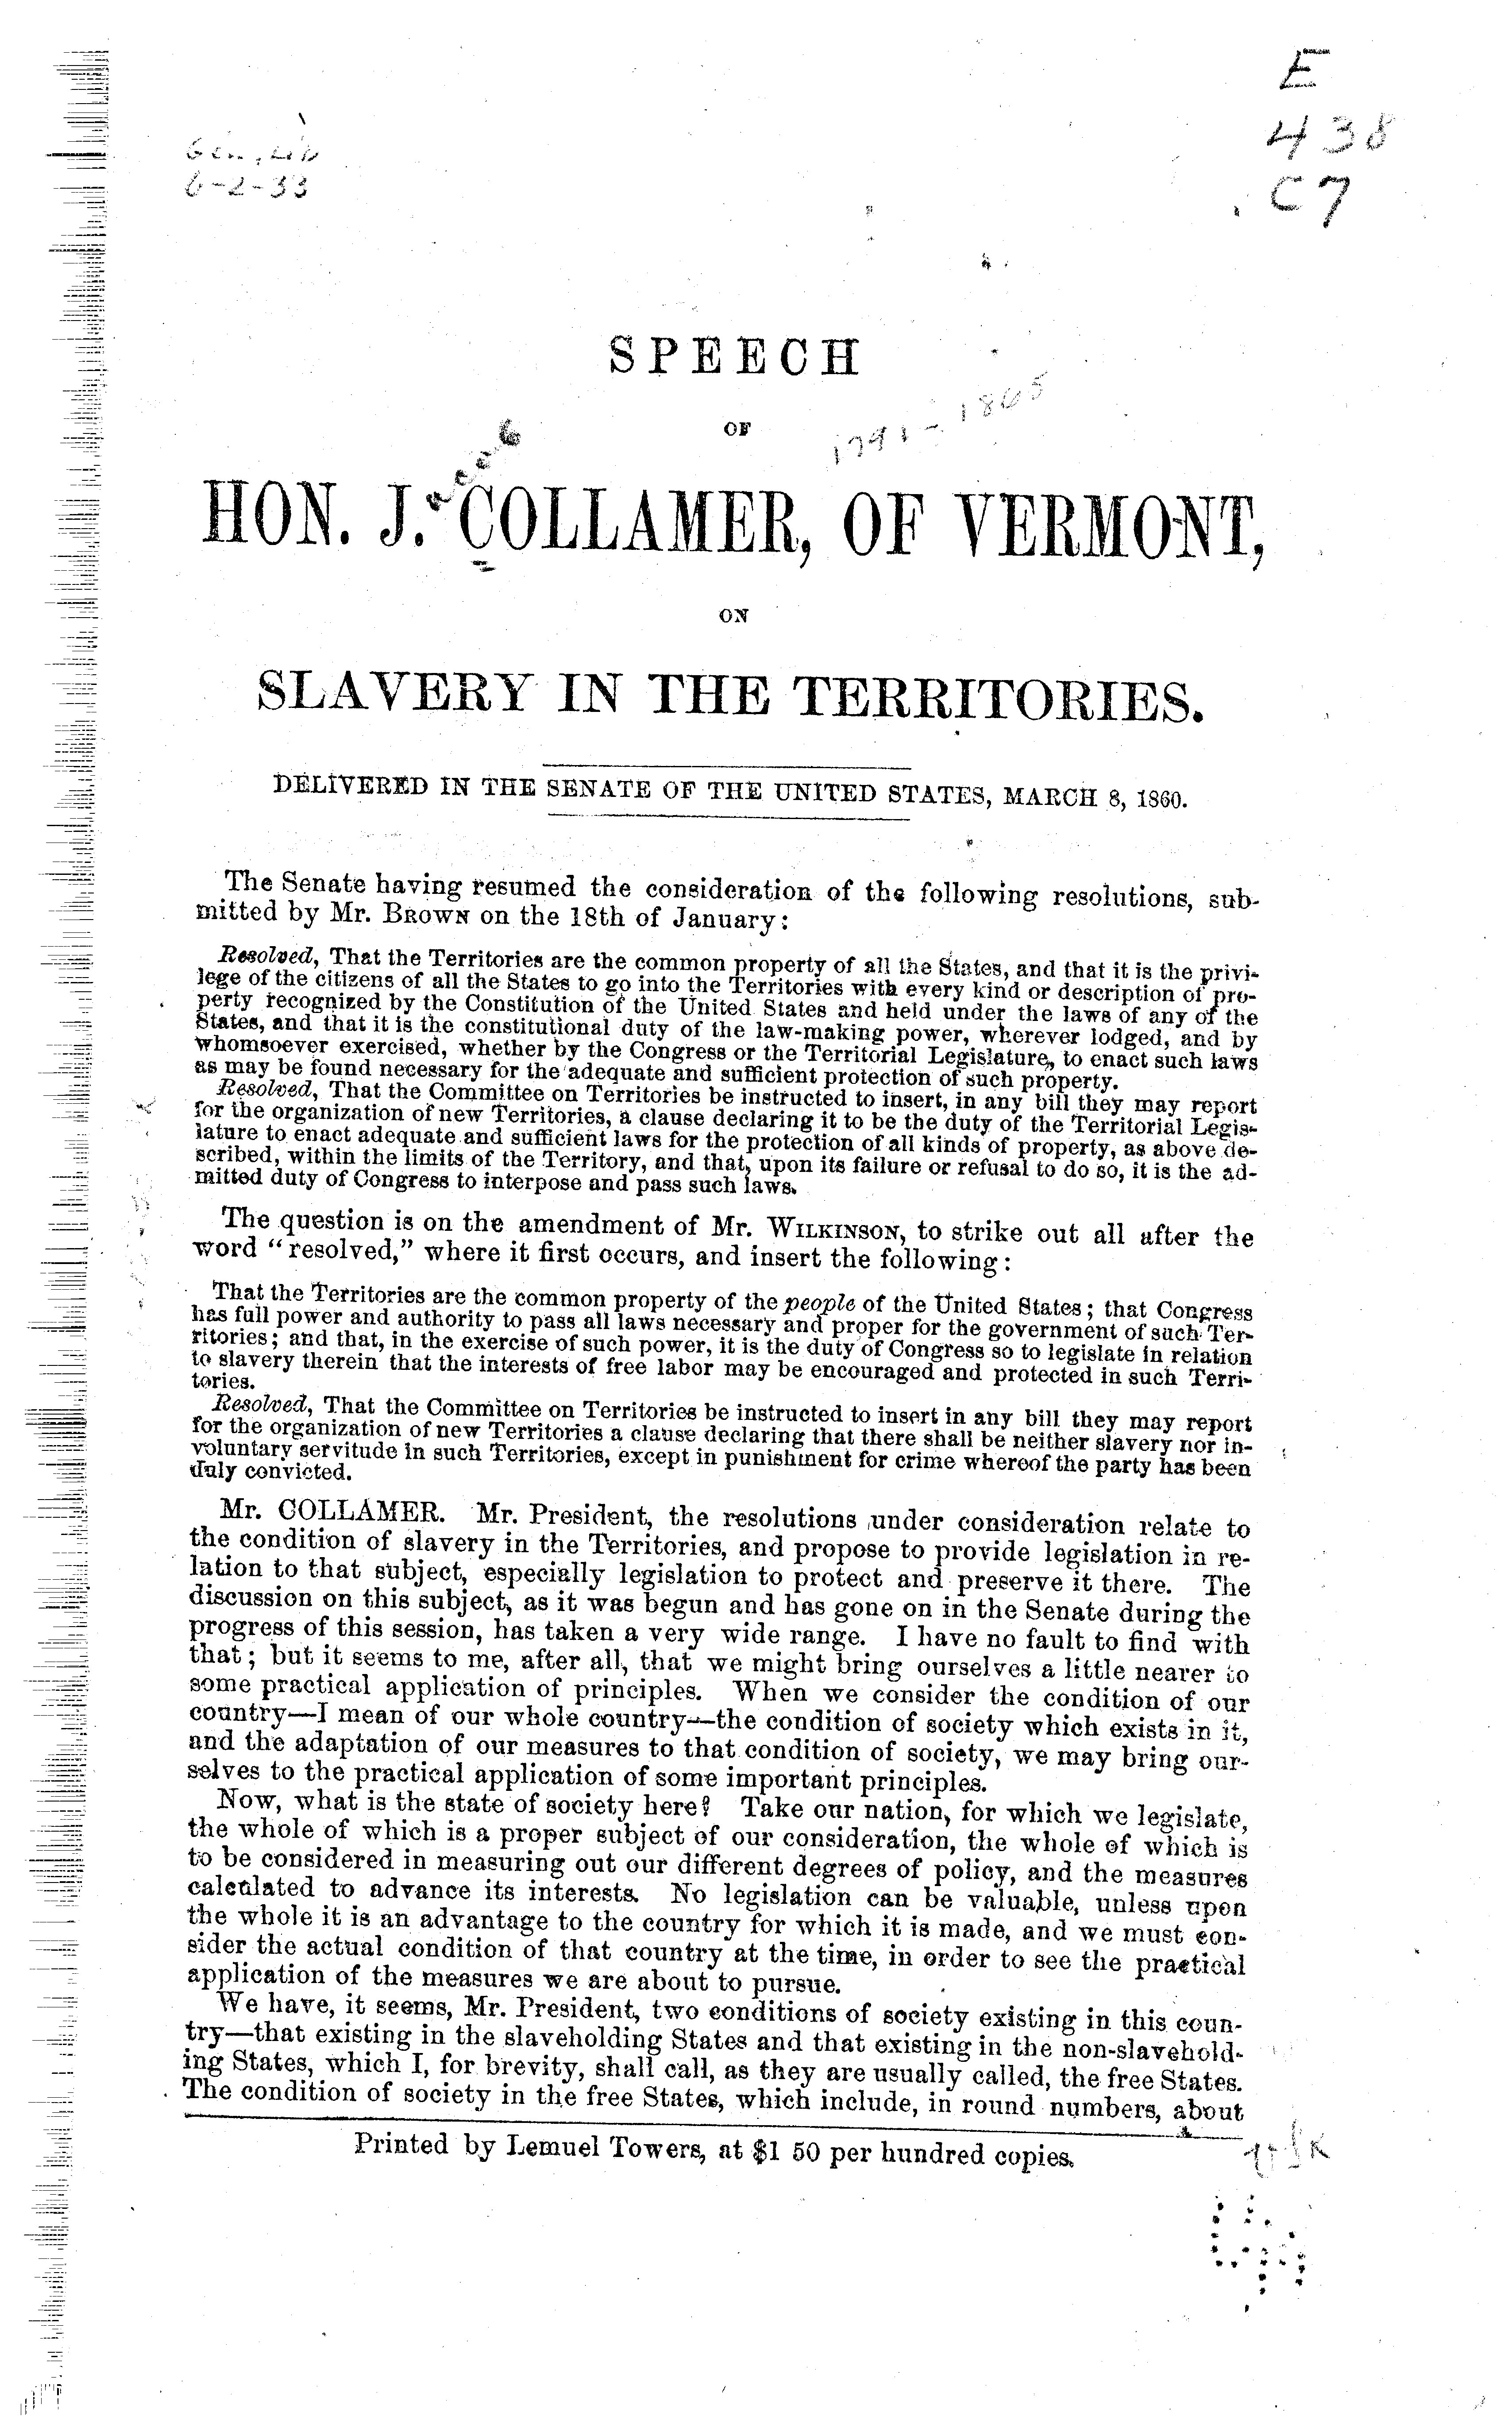 E
438
C7
6-2-33
SPEECH
OF
1791-1865
HON. J. COLLAMER, OF VERMONT,
ON
SLAVERY IN THE TERRITORIES.
DELIVERED IN THE SENATE OF THE UNITED STATES, MARCH 8, 1860.
The Senate having resumed the consideration of the following resolutions, sub-
mitted by Mr. BROWN on the 18th of January:
Resolved, That the Territories are the common property of all the States, and that it is the privi-
lege of the citizens of all the States to go into the Territories with every kind or description of pro-
perty recognized by the Constitution of the United States and held under the laws of any of the
States, and that it is the constitutional duty of the law-making power, wherever lodged, and by
whomsoever exercised, whether by the Congress or the Territorial Legislature, to enact such laws
as may be found necessary for the adequate and sufficient protection of such property.
Resolved, That the Committee on Territories be instructed to insert, in any bill they may report
for the organization of new Territories, a clause declaring it to be the duty of the Territorial Legis-
lature to enact adequate and sufficient laws for the protection of all kinds of property, as above de-
scribed, within the limits of the Territory, and that, upon its failure or refusal to do so, it is the ad-
mitted duty of Congress to interpose and pass such laws.
The question is on the amendment of Mr. WILKINSON, to strike out all after the
word "resolved," where it first occurs, and insert the following:
That the Territories are the common property of the people of the United States; that Congress
has full power and authority to pass all laws necessary and proper for the government of such Ter-
ritories; and that, in the exercise of such power, it is the duty of Congress so to legislate in relation
to slavery therein that the interests of free labor may be encouraged and protected in such Terri-
tories.
Resolved, That the Committee on Territories be instructed to insert in any bill they may report
for the organization of new Territories a clause declaring that there shall be neither slavery nor in-
voluntary servitude in such Territories, except in punishment for crime whereof the party has been
duly convicted.
Mr. COLLAMER. Mr. President, the resolutions under consideration relate to
the condition of slavery in the Territories, and propose to provide legislation in re-
lation to that subject, especially legislation to protect and preserve it there. The
discussion on this subject, as it was begun and has gone on in the Senate during the
progress of this session, has taken a very wide range. I have no fault to find with
that; but it seems to me, after all, that we might bring ourselves a little nearer to
some practical application of principles. When we consider the condition of our
country—I mean of our whole country—the condition of society which exists in it,
and the adaptation of our measures to that condition of society, we may bring our-
selves to the practical application of some important principles.
Now, what is the state of society here? Take our nation, for which we legislate,
the whole of which is a proper subject of our consideration, the whole of which is
to be considered in measuring out our different degrees of policy, and the measures
calculated to advance its interests. No legislation can be valuable, unless upon
the whole it is an advantage to the country for which it is made, and we must con-
sider the actual condition of that country at the time, in order to see the practical
application of the measures we are about to pursue.
We have, it seems, Mr. President, two conditions of society existing in this coun-
try—that existing in the slaveholding States and that existing in the non-slavehold-
ing States, which I, for brevity, shall call, as they are usually called, the free States.
The condition of society in the free States, which include, in round numbers, about
Printed by Lemuel Towers, at $1 50 per hundred copies.